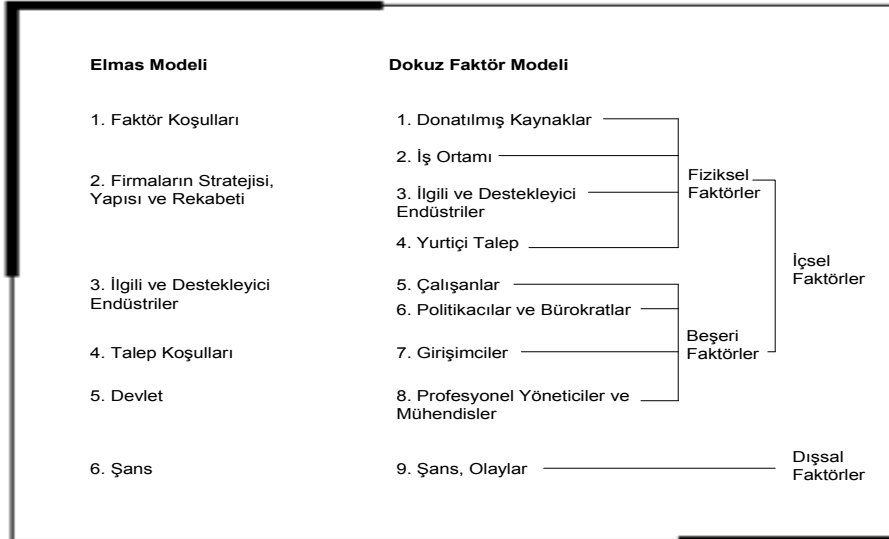 Elmas Modeli
1. Faktör Koşulları
2. Firmaların Stratejisi,
Yapısı ve Rekabeti
3. İlgili ve Destekleyici
Endüstriler
4. Talep Koşulları
5. Devlet
6. Şans
Dokuz Faktör Modeli
1. Donatılmış Kaynaklar
2. İş Ortamı
3. İlgili ve Destekleyici
Endüstriler
4. Yurtiçi Talep
5. Çalışanlar
6. Politikacılar ve Bürokratlar
7. Girişimciler
8. Profesyonel Yöneticiler ve
Mühendisler
9. Şans, Olaylar
Fiziksel
Faktörler
Beşeri
Faktörler
İçsel
Faktörler
Dışsal
Faktörler